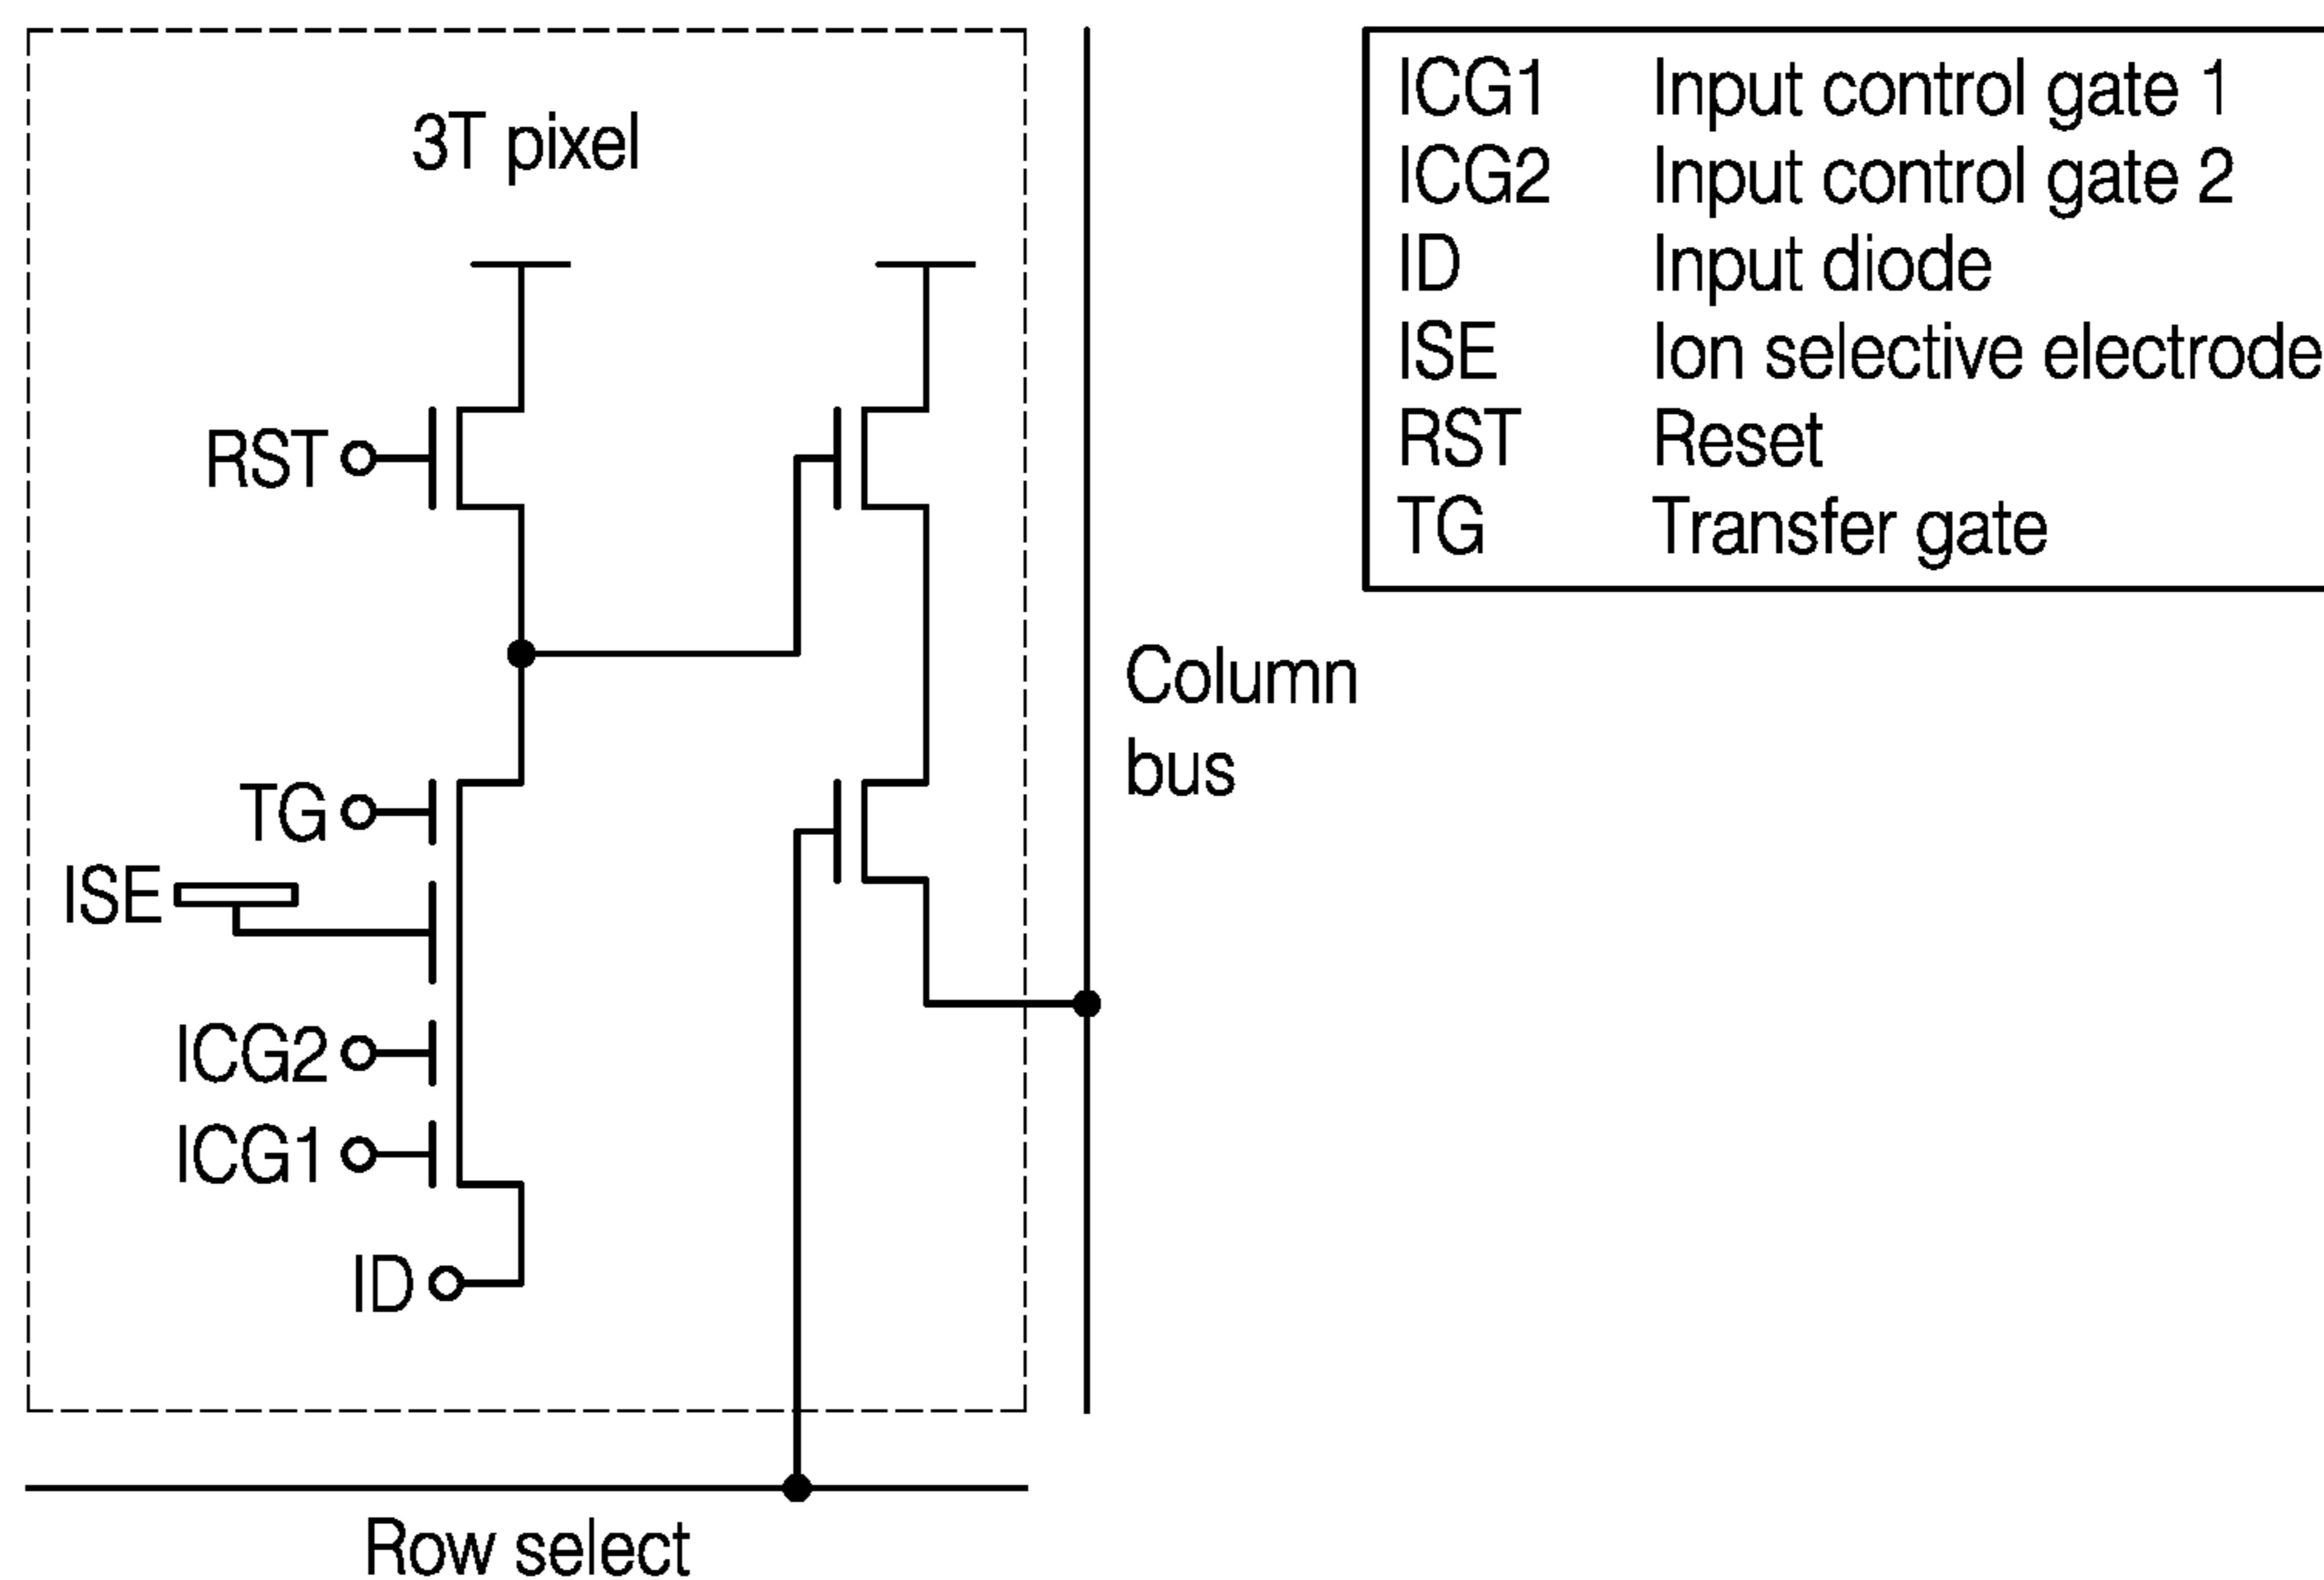 3T pixel
RST
TG
ISE
ICG2
ICG1
ID
Row select
Column
bus
ICG1 Input control gate 1
ICG2 Input control gate 2
ID Input diode
ISE Ion selective electrode
RST Reset
TG Transfer gate